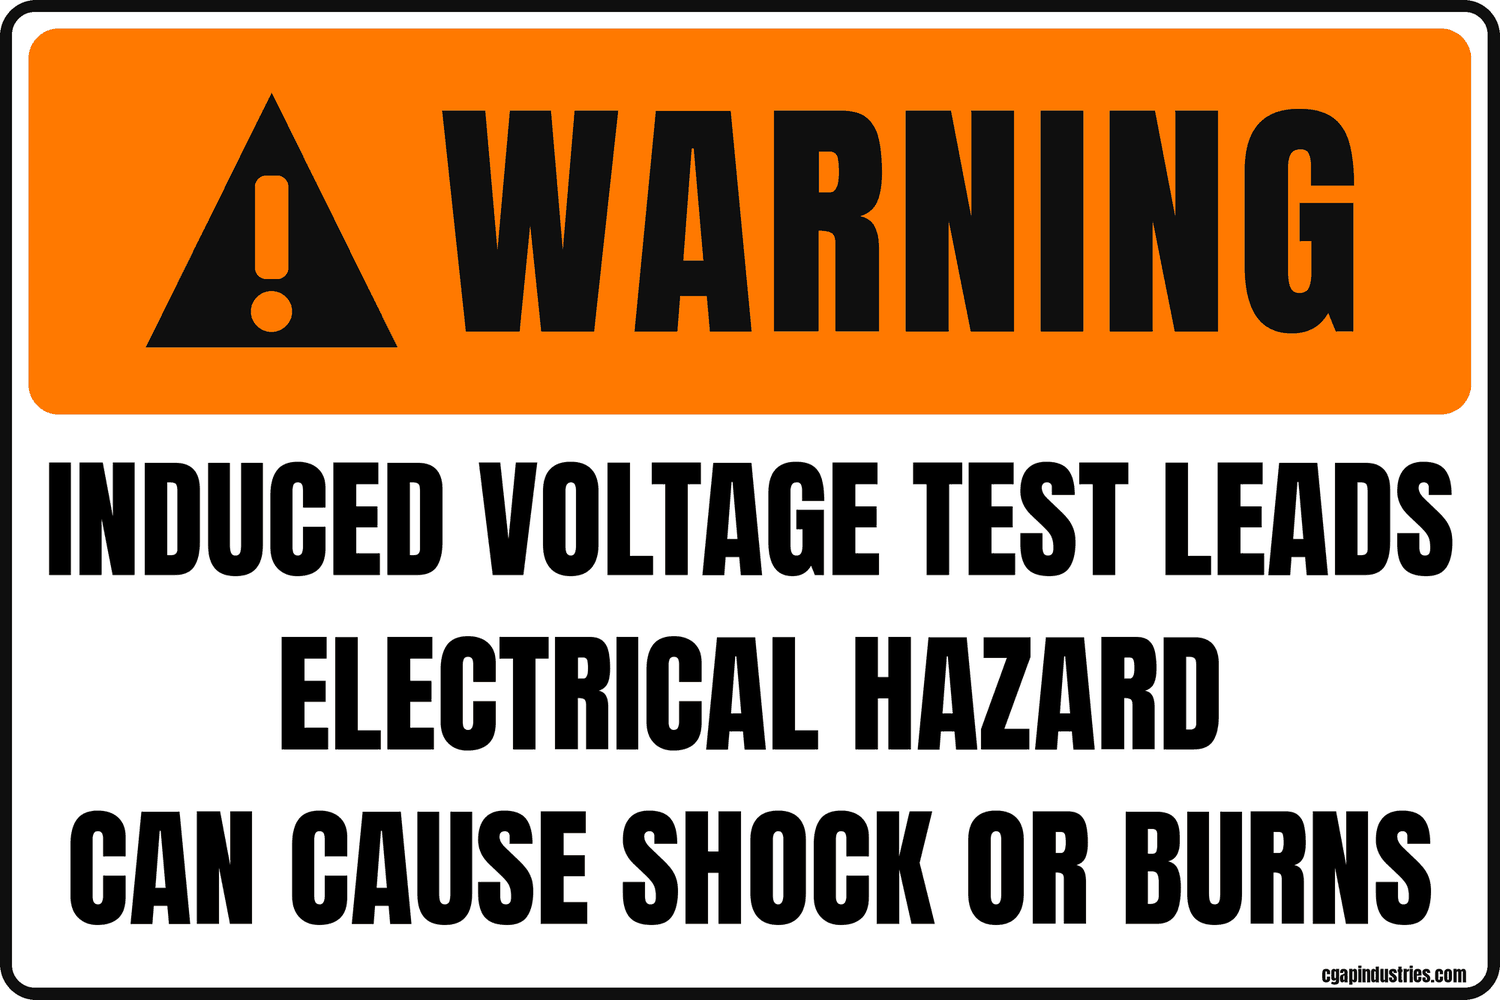 WARNING
INDUCED VOLTAGE TEST LEADS
ELECTRICAL HAZARD
CAN CAUSE SHOCK OR BURNS
cgapindustries.com